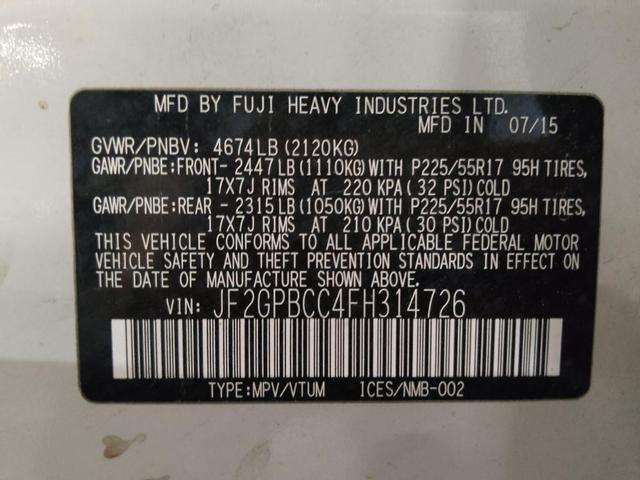 MFD BY FUJI HEAVY INDUSTRIES LTD.
MFD IN 07/15
GVWR/PNBV: 4674LB (2120KG)
GAWR/PNBE:FRONT- 2447LB (1110KG)WITH P225/55R17 95H TIRES,
17X7J RIMS AT 220 KPA ( 32 PSI)COLD
GAWR/PNBE:REAR - 2315LB (1050KG)WITH P225/55R17 95H TIRES,
17X7J RIMS AT 210 KPA ( 30 PSI)COLD
THIS VEHICLE CONFORMS TO ALL APPLICABLE FEDERAL MOTOR
VEHICLE SAFETY AND THEFT PREVENTION STANDARDS IN EFFECT
ON THE DATE OF MANUFACTURE SHOWN ABOVE.
VIN: JF2GPBCC4FH314726
TYPE:MPV/VTUM ICES/NMB-002